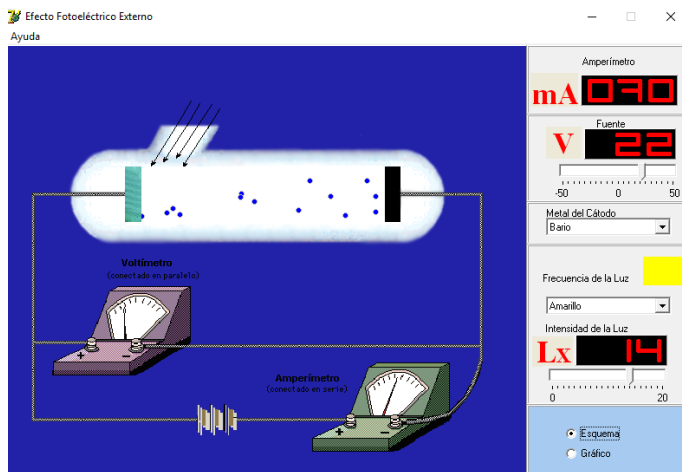 Efecto Fotoeléctrico Externo
Ayuda
Amperímetro
mA 070
Fuente
V 22
-50 0 50
Metal del Cátodo
Bario
Frecuencia de la Luz
Amarillo
Intensidad de la Luz
Lx 14
0 20
Esquema
Gráfico
Voltímetro
(conectado en paralelo)
+ -
Amperímetro
(conectado en serie)
+ -